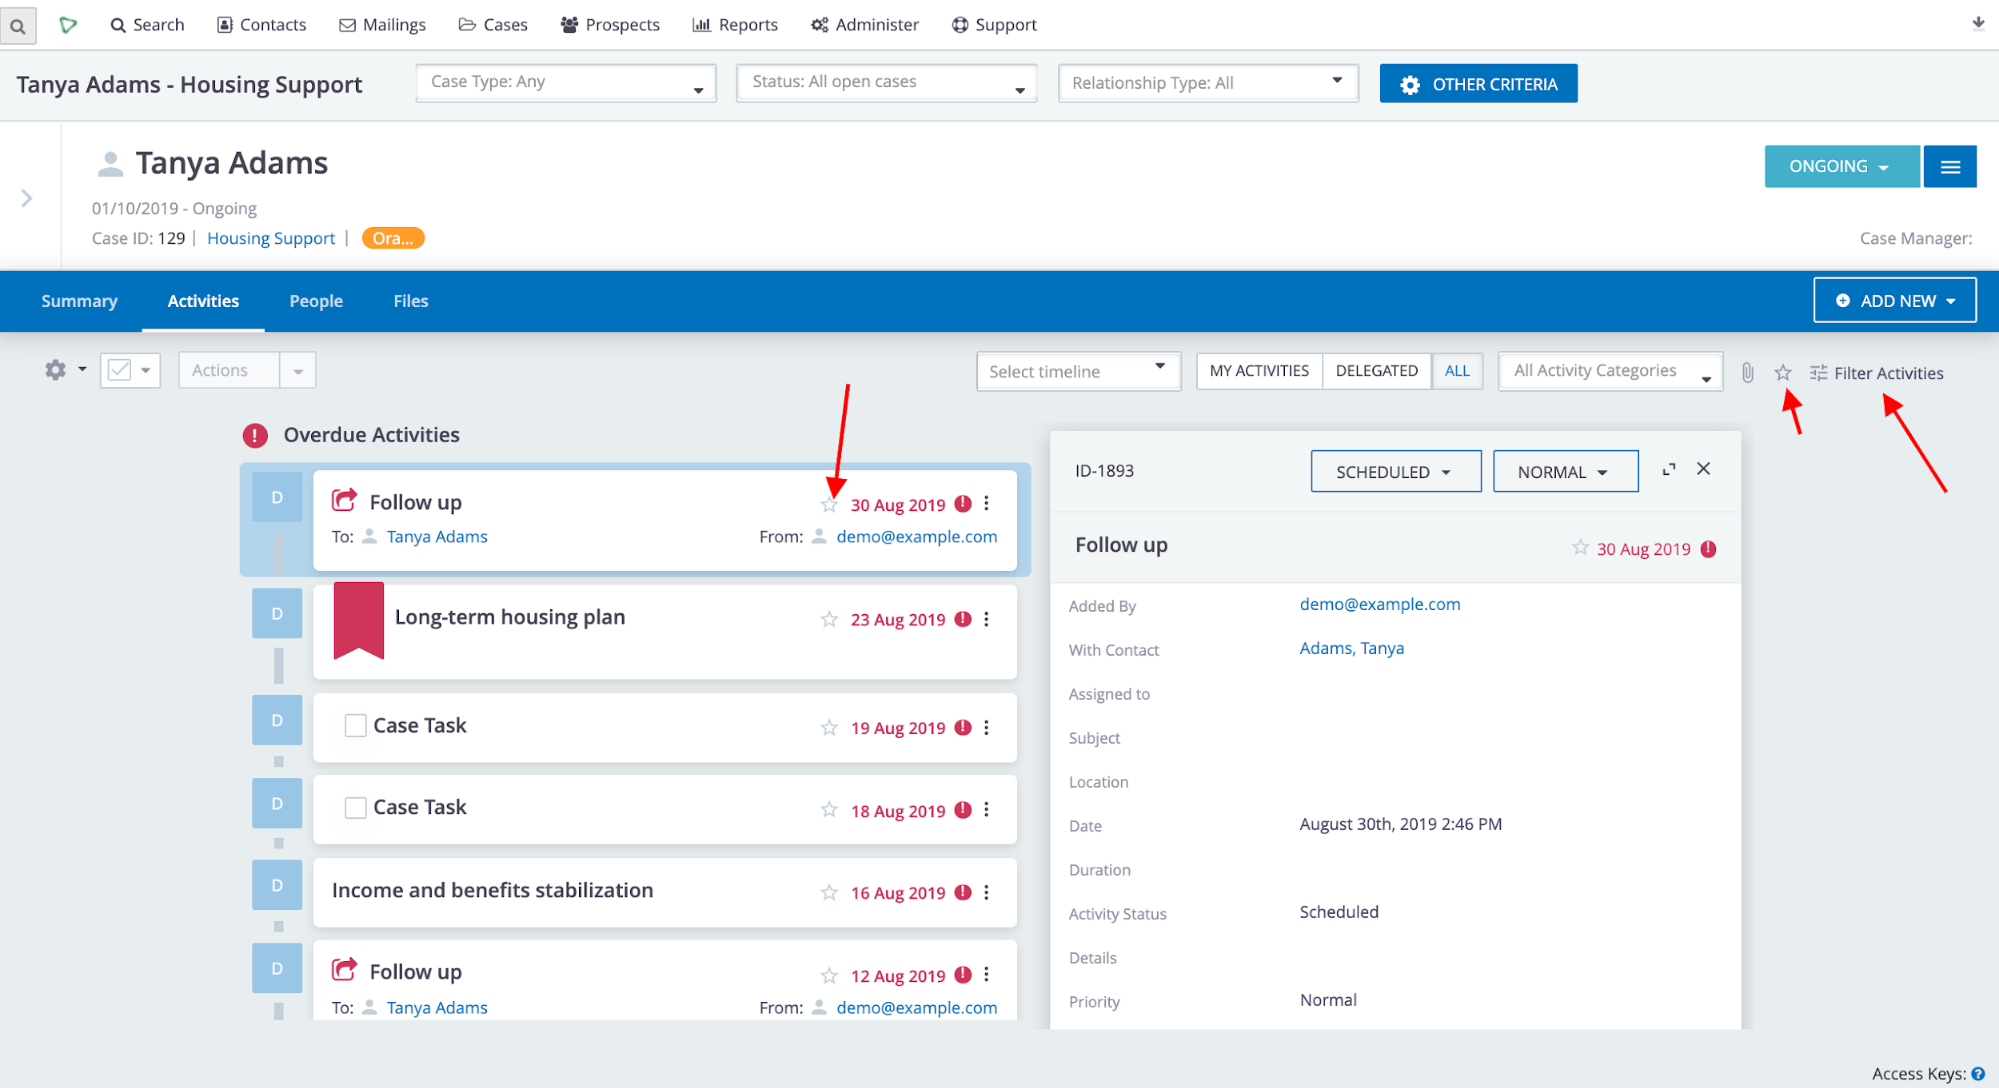 Search Contacts Mailings Cases Prospects Reports Administer Support
Tanya Adams - Housing Support
Case Type: Any
Status: All open cases
Relationship Type: All
OTHER CRITERIA
Tanya Adams
ONGOING
01/10/2019 - Ongoing
Case ID: 129 | Housing Support | Ora...
Case Manager:
Summary Activities People Files
ADD NEW
Actions
Select timeline
MY ACTIVITIES DELEGATED ALL
All Activity Categories
Filter Activities
! Overdue Activities
D
Follow up
30 Aug 2019 !
To: Tanya Adams
From: demo@example.com
D
Long-term housing plan
23 Aug 2019 !
D
Case Task
19 Aug 2019 !
D
Case Task
18 Aug 2019 !
D
Income and benefits stabilization
16 Aug 2019 !
D
Follow up
12 Aug 2019 !
To: Tanya Adams
From: demo@example.com
ID-1893
SCHEDULED
NORMAL
Follow up
30 Aug 2019 !
Added By demo@example.com
With Contact Adams, Tanya
Assigned to
Subject
Location
Date August 30th, 2019 2:46 PM
Duration
Activity Status Scheduled
Details
Priority Normal
Access Keys: ?